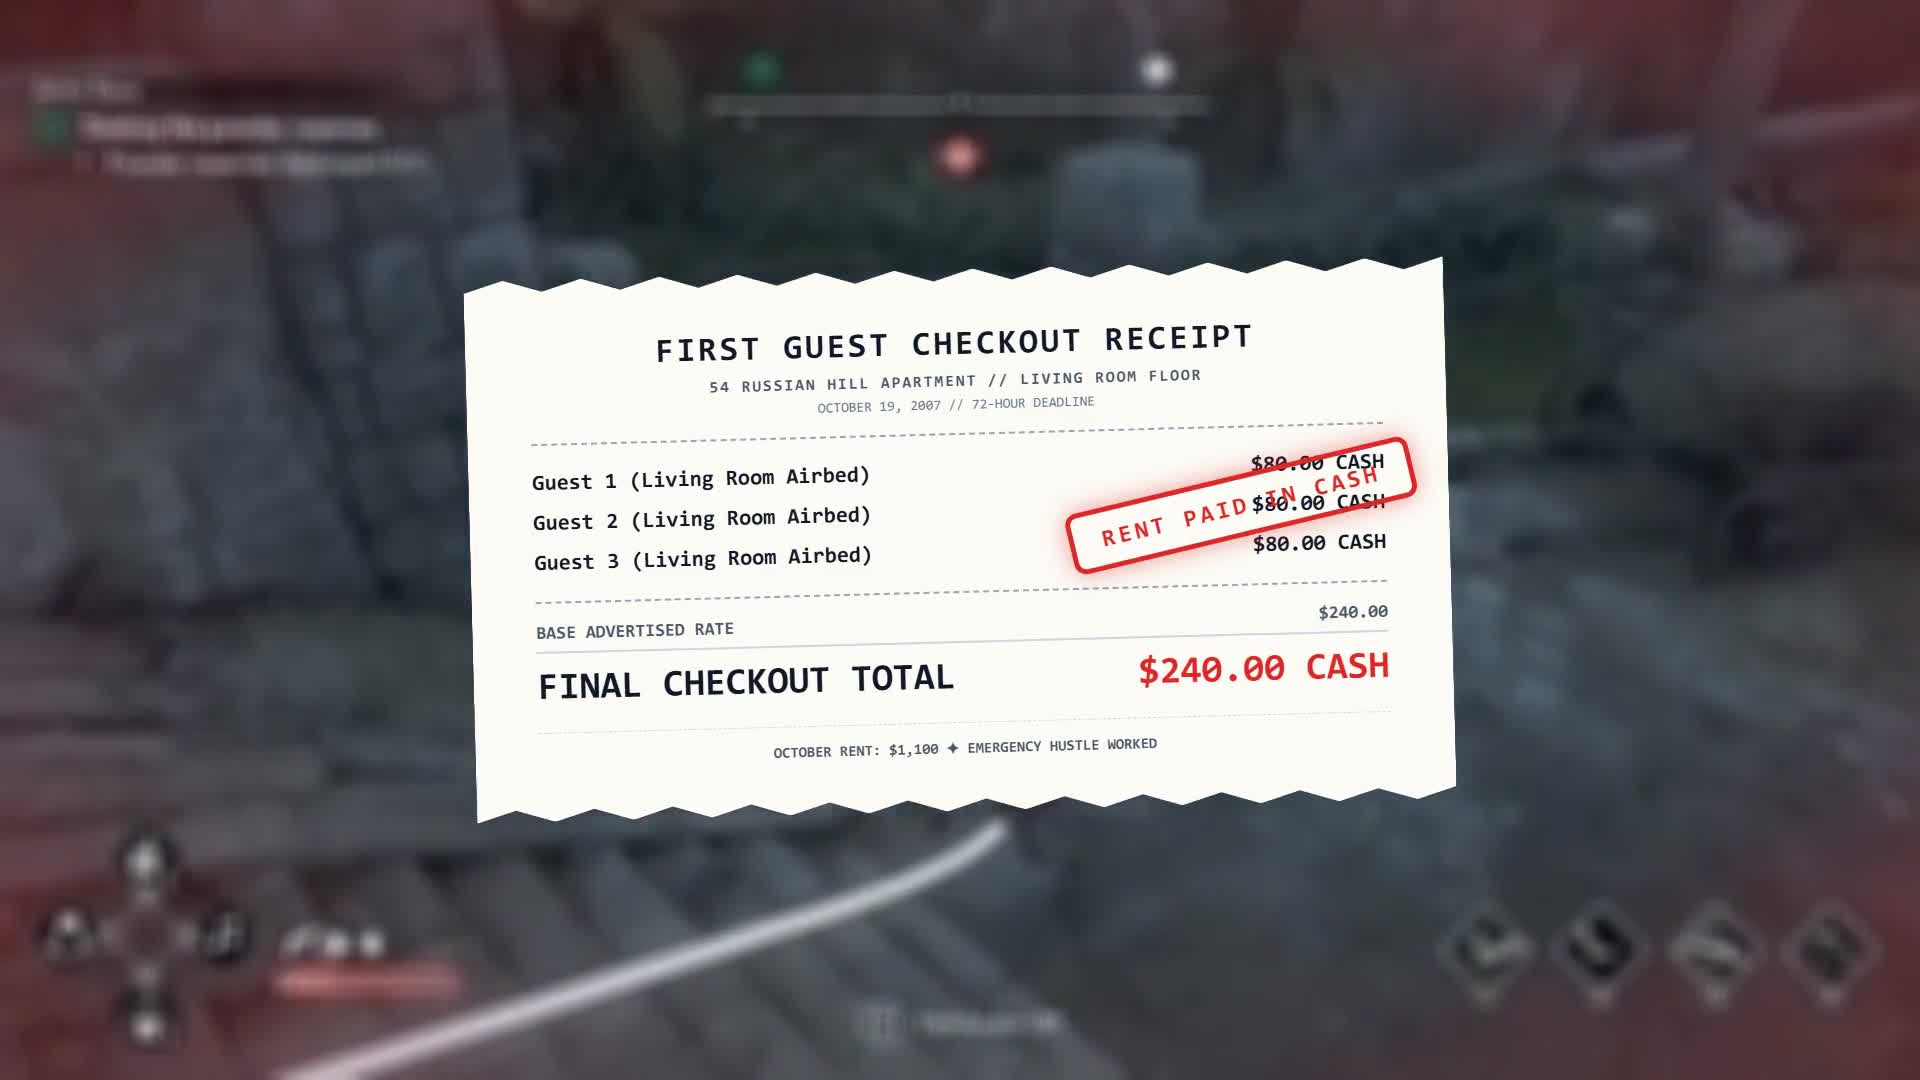 FIRST GUEST CHECKOUT RECEIPT
54 RUSSIAN HILL APARTMENT // LIVING ROOM FLOOR
OCTOBER 19, 2007 // 72-HOUR DEADLINE
Guest 1 (Living Room Airbed) $80.00 CASH
Guest 2 (Living Room Airbed) $80.00 CASH
Guest 3 (Living Room Airbed) $80.00 CASH
RENT PAID IN CASH
BASE ADVERTISED RATE $240.00
FINAL CHECKOUT TOTAL $240.00 CASH
OCTOBER RENT: $1,100 ✦ EMERGENCY HUSTLE WORKED